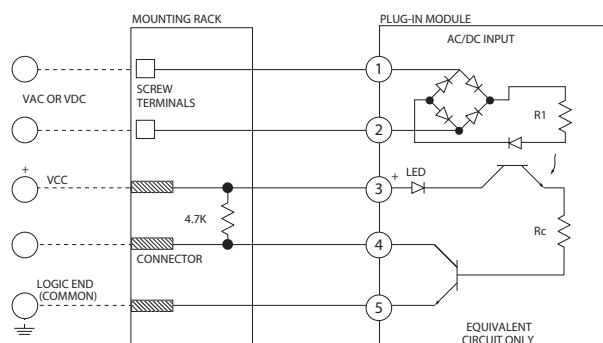 MOUNTING RACK
PLUG-IN MODULE
AC/DC INPUT
1
SCREW
TERMINALS
VAC OR VDC
R1
2
+
VCC
+
LED
3
4.7K
Rc
4
CONNECTOR
LOGIC END
(COMMON)
5
EQUIVALENT
CIRCUIT ONLY